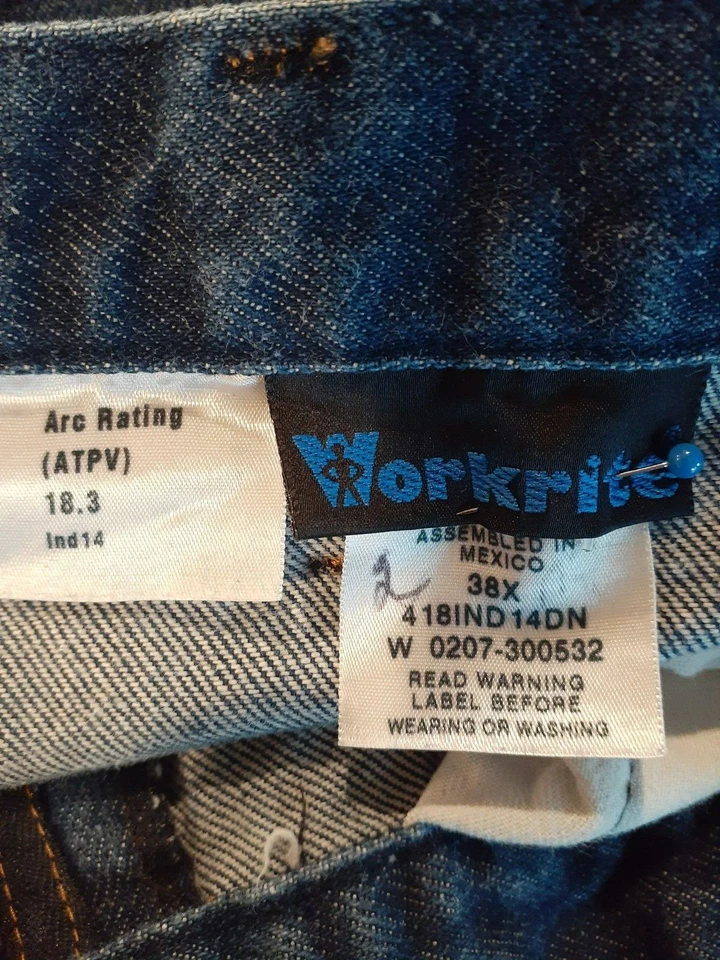 Arc Rating
(ATPV)
18.3
Ind14
Workrite
ASSEMBLED IN
MEXICO
2
38X
418IND14DN
W 0207-300532
READ WARNING
LABEL BEFORE
WEARING OR WASHING